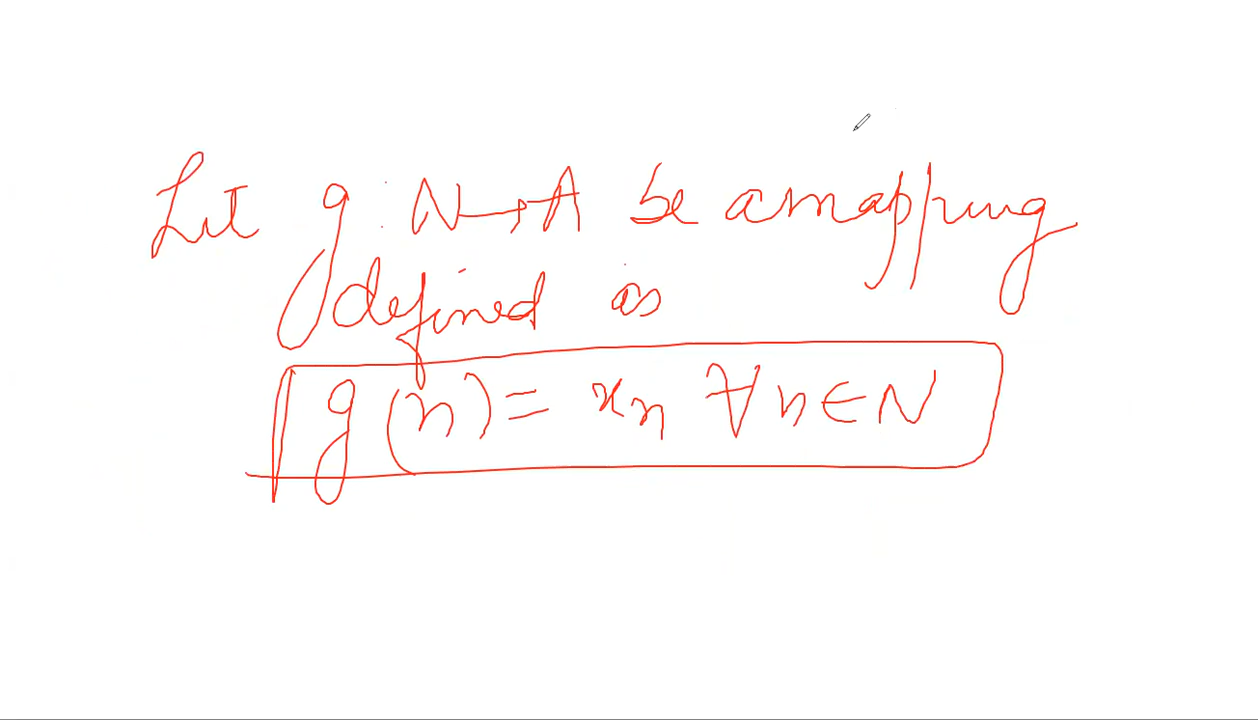 Let g : N → A be a mapping
defined as
g(n) = xn ∀ n ∈ N